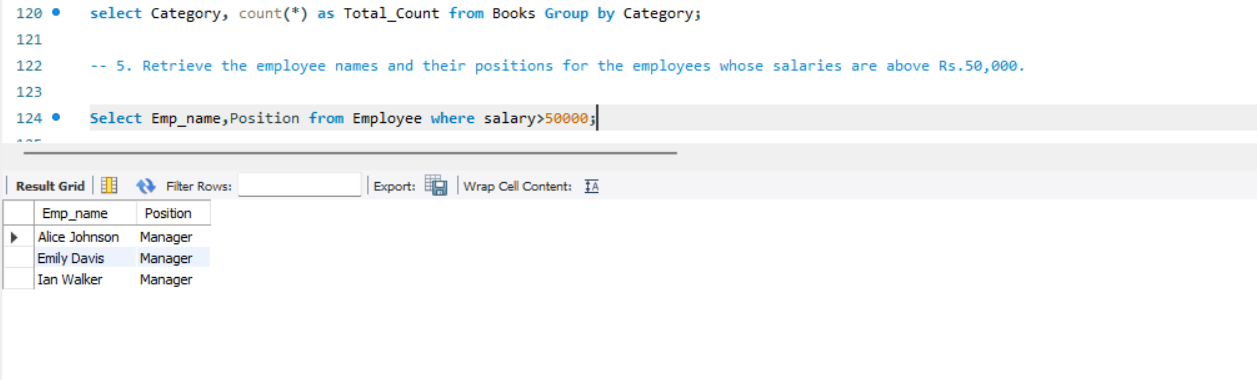 120 select Category, count(*) as Total_Count from Books Group by Category;
121
122 -- 5. Retrieve the employee names and their positions for the employees whose salaries are above Rs.50,000.
123
124 Select Emp_name,Position from Employee where salary>50000;
Result Grid Filter Rows: Export: Wrap Cell Content: IA
Emp_name Position
Alice Johnson Manager
Emily Davis Manager
Ian Walker Manager